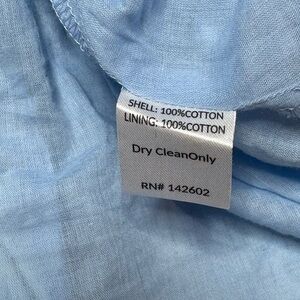 SHELL: 100%COTTON
LINING: 100%COTTON
Dry CleanOnly
RN# 142602